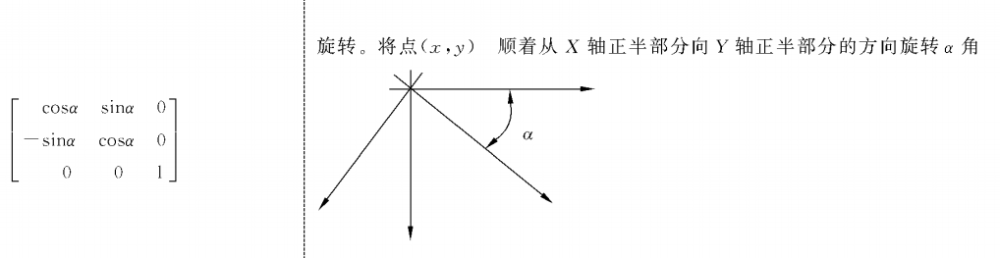 旋转。将点(x,y) 顺着从 X 轴正半部分向 Y 轴正半部分的方向旋转 α 角
cosα sinα 0
－sinα cosα 0
0 0 1
α